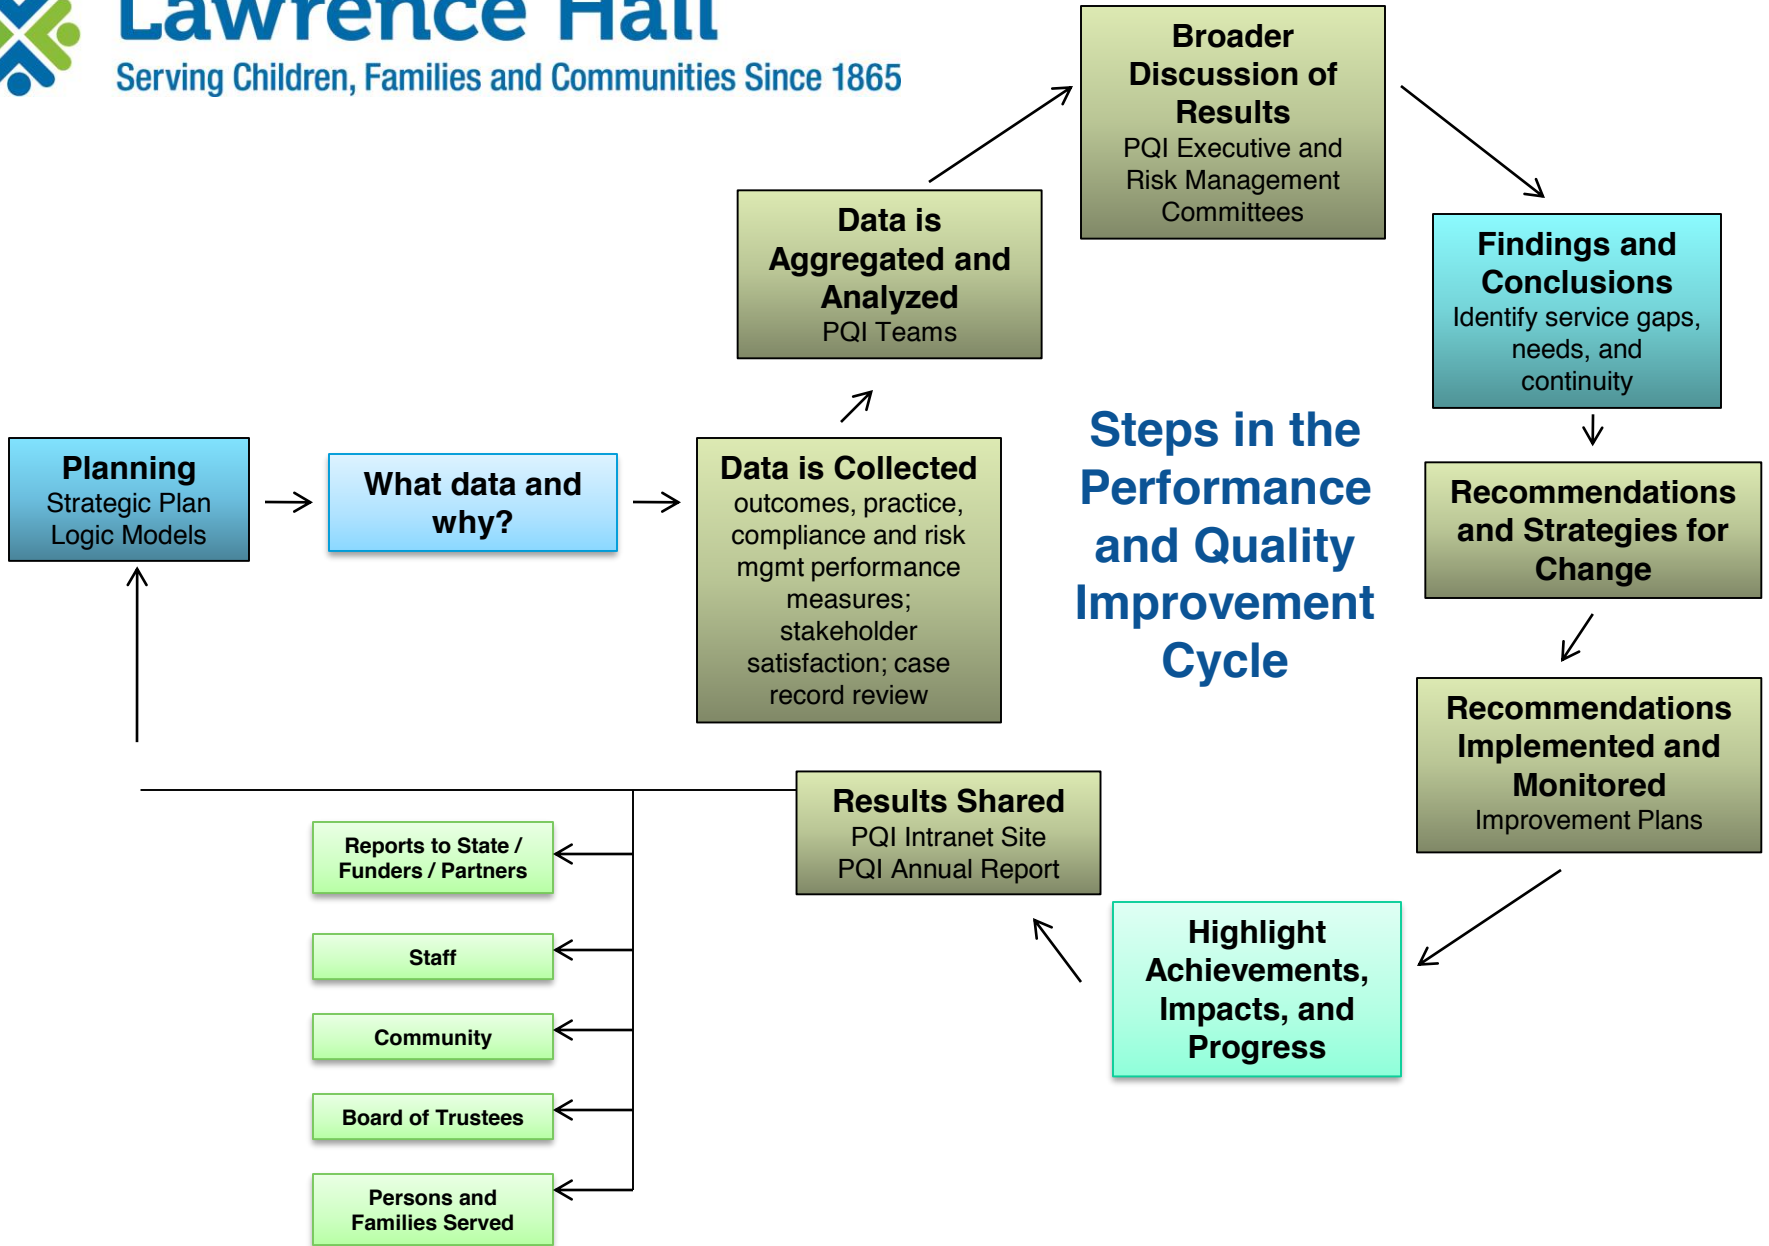 Lawrence Hall
Serving Children, Families and Communities Since 1865
Broader
Discussion of
Results
PQI Executive and
Risk Management
Committees
Data is
Aggregated and
Analyzed
PQI Teams
Findings and
Conclusions
Identify service gaps,
needs, and
continuity
Planning
Strategic Plan
Logic Models
What data and
why?
Data is Collected
outcomes, practice,
compliance and risk
mgmt performance
measures;
stakeholder
satisfaction; case
record review
Steps in the
Performance
and Quality
Improvement
Cycle
Recommendations
and Strategies for
Change
Recommendations
Implemented and
Monitored
Improvement Plans
Results Shared
PQI Intranet Site
PQI Annual Report
Highlight
Achievements,
Impacts, and
Progress
Reports to State /
Funders / Partners
Staff
Community
Board of Trustees
Persons and
Families Served